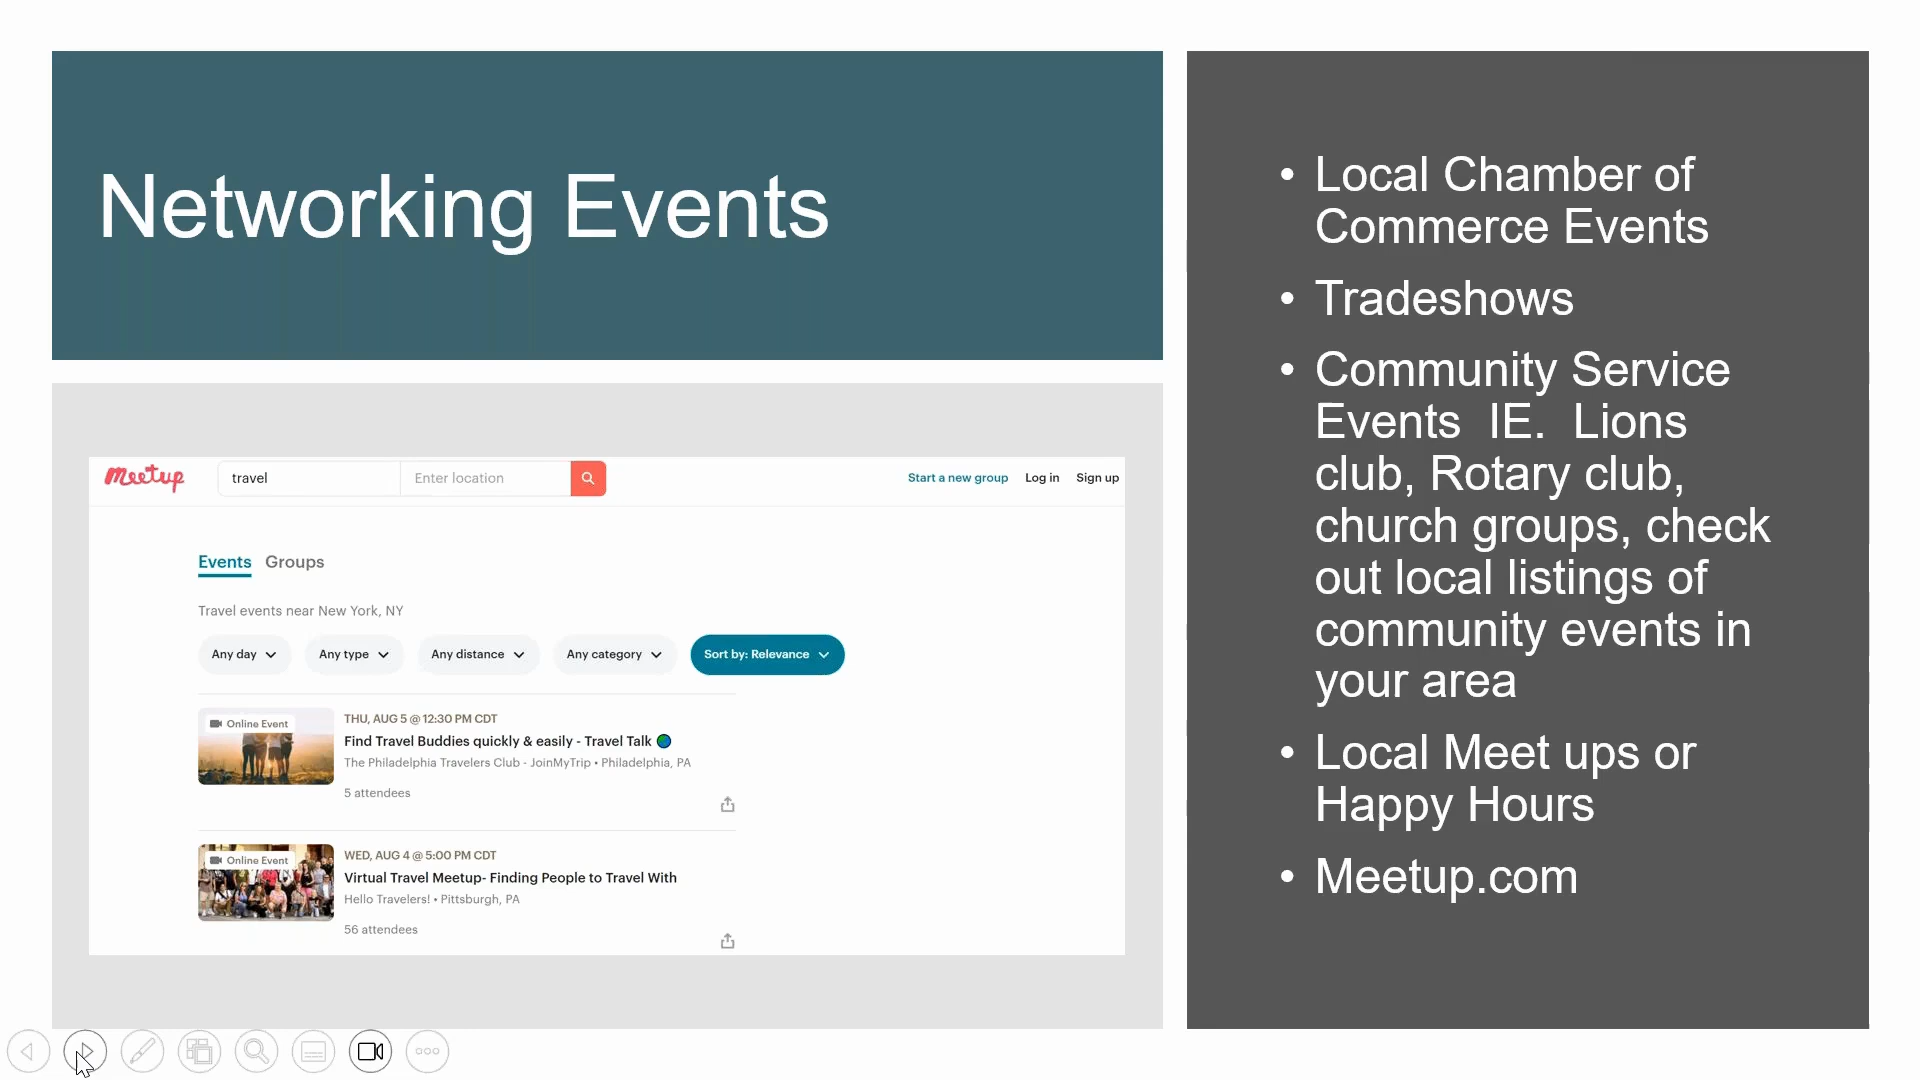 Networking Events
meetup
travel
Enter location
Start a new group
Log in
Sign up
Events
Groups
Travel events near New York, NY
Any day
Any type
Any distance
Any category
Sort by: Relevance
Online Event
THU, AUG 5 @ 12:30 PM CDT
Find Travel Buddies quickly & easily - Travel Talk
The Philadelphia Travelers Club - JoinMyTrip • Philadelphia, PA
5 attendees
Online Event
WED, AUG 4 @ 5:00 PM CDT
Virtual Travel Meetup- Finding People to Travel With
Hello Travelers! • Pittsburgh, PA
56 attendees
• Local Chamber of
Commerce Events
• Tradeshows
• Community Service
Events  IE.  Lions
club, Rotary club,
church groups, check
out local listings of
community events in
your area
• Local Meet ups or
Happy Hours
• Meetup.com